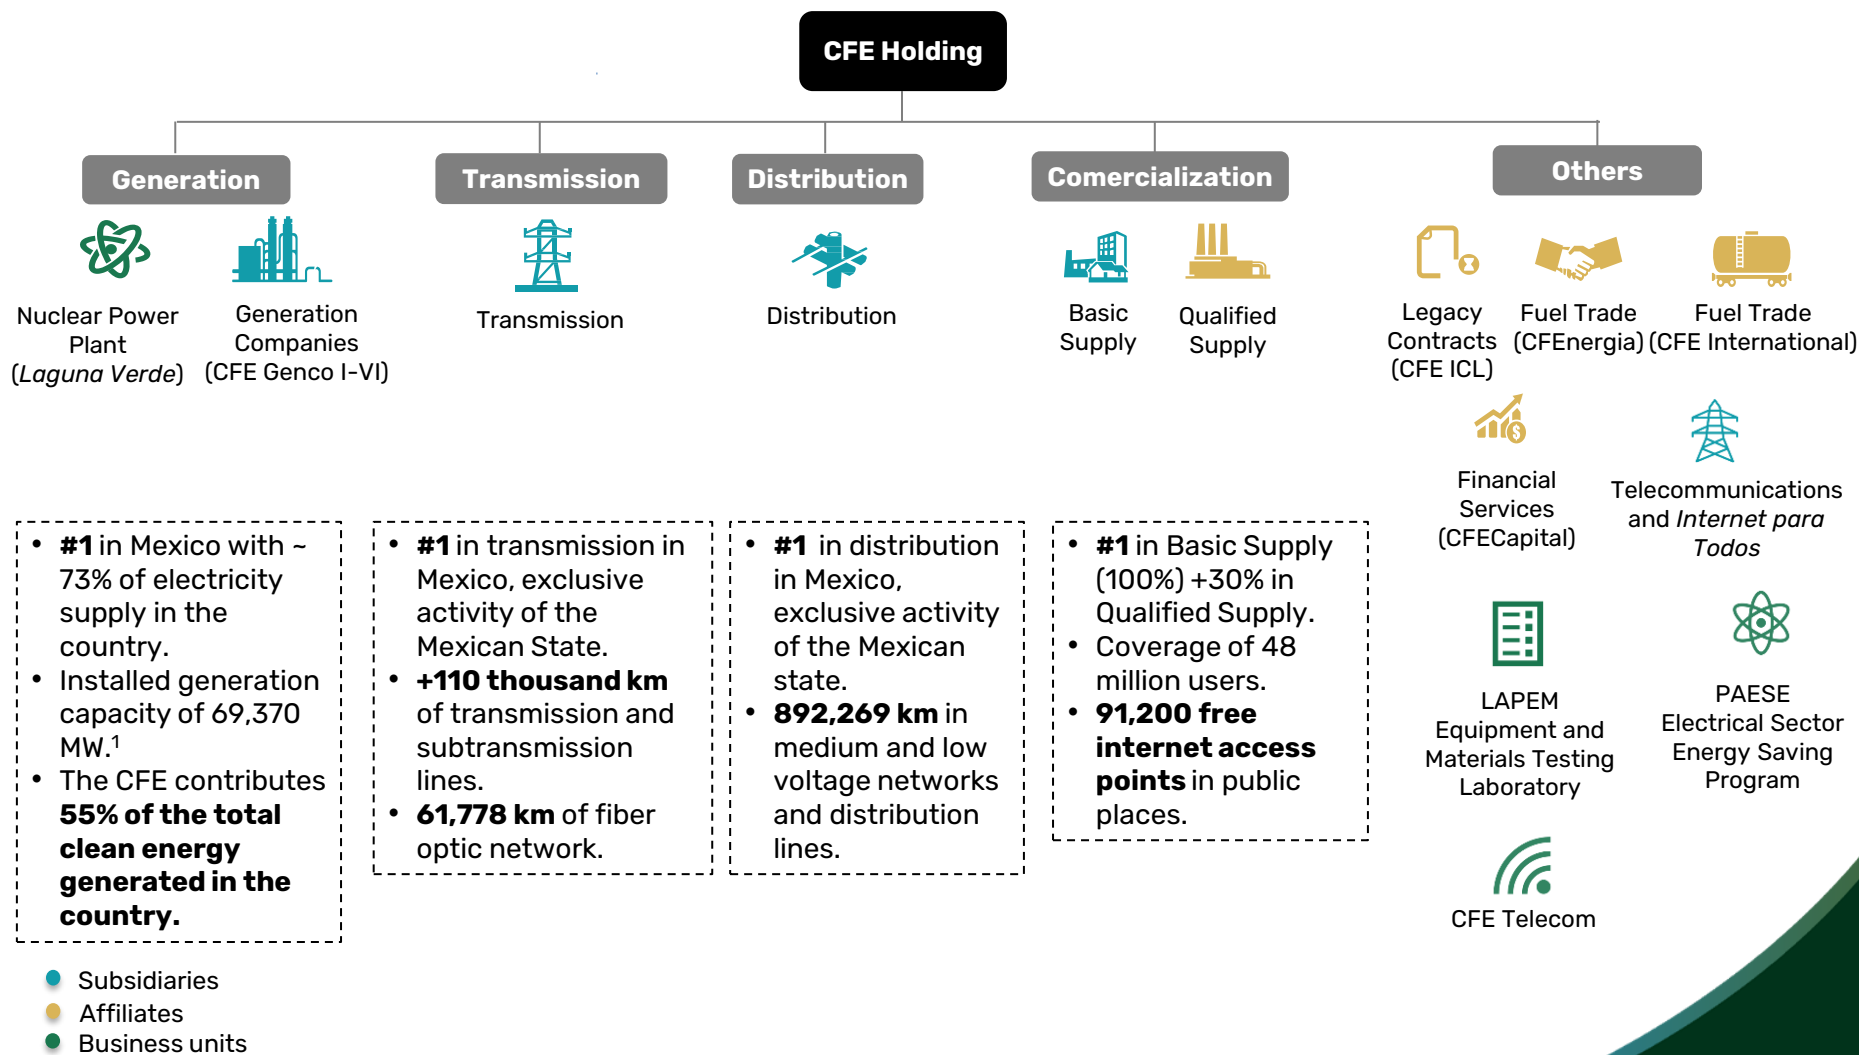 CFE Holding
Generation
Transmission
Distribution
Comercialization
Others
Nuclear Power
Plant
(Laguna Verde)
Generation
Companies
(CFE Genco I-VI)
Transmission
Distribution
Basic
Supply
Qualified
Supply
Legacy
Contracts
(CFE ICL)
Fuel Trade
(CFEnergia)
Fuel Trade
(CFE International)
Financial
Services
(CFECapital)
Telecommunications
and Internet para
Todos
LAPEM
Equipment and
Materials Testing
Laboratory
PAESE
Electrical Sector
Energy Saving
Program
CFE Telecom
• #1 in Mexico with ~
73% of electricity
supply in the
country.
• Installed generation
capacity of 69,370
MW.¹
• The CFE contributes
55% of the total
clean energy
generated in the
country.
• #1 in transmission in
Mexico, exclusive
activity of the
Mexican State.
• +110 thousand km
of transmission and
subtransmission
lines.
• 61,778 km of fiber
optic network.
• #1 in distribution
in Mexico,
exclusive activity
of the Mexican
state.
• 892,269 km in
medium and low
voltage networks
and distribution
lines.
• #1 in Basic Supply
(100%) +30% in
Qualified Supply.
• Coverage of 48
million users.
• 91,200 free
internet access
points in public
places.
Subsidiaries
Affiliates
Business units